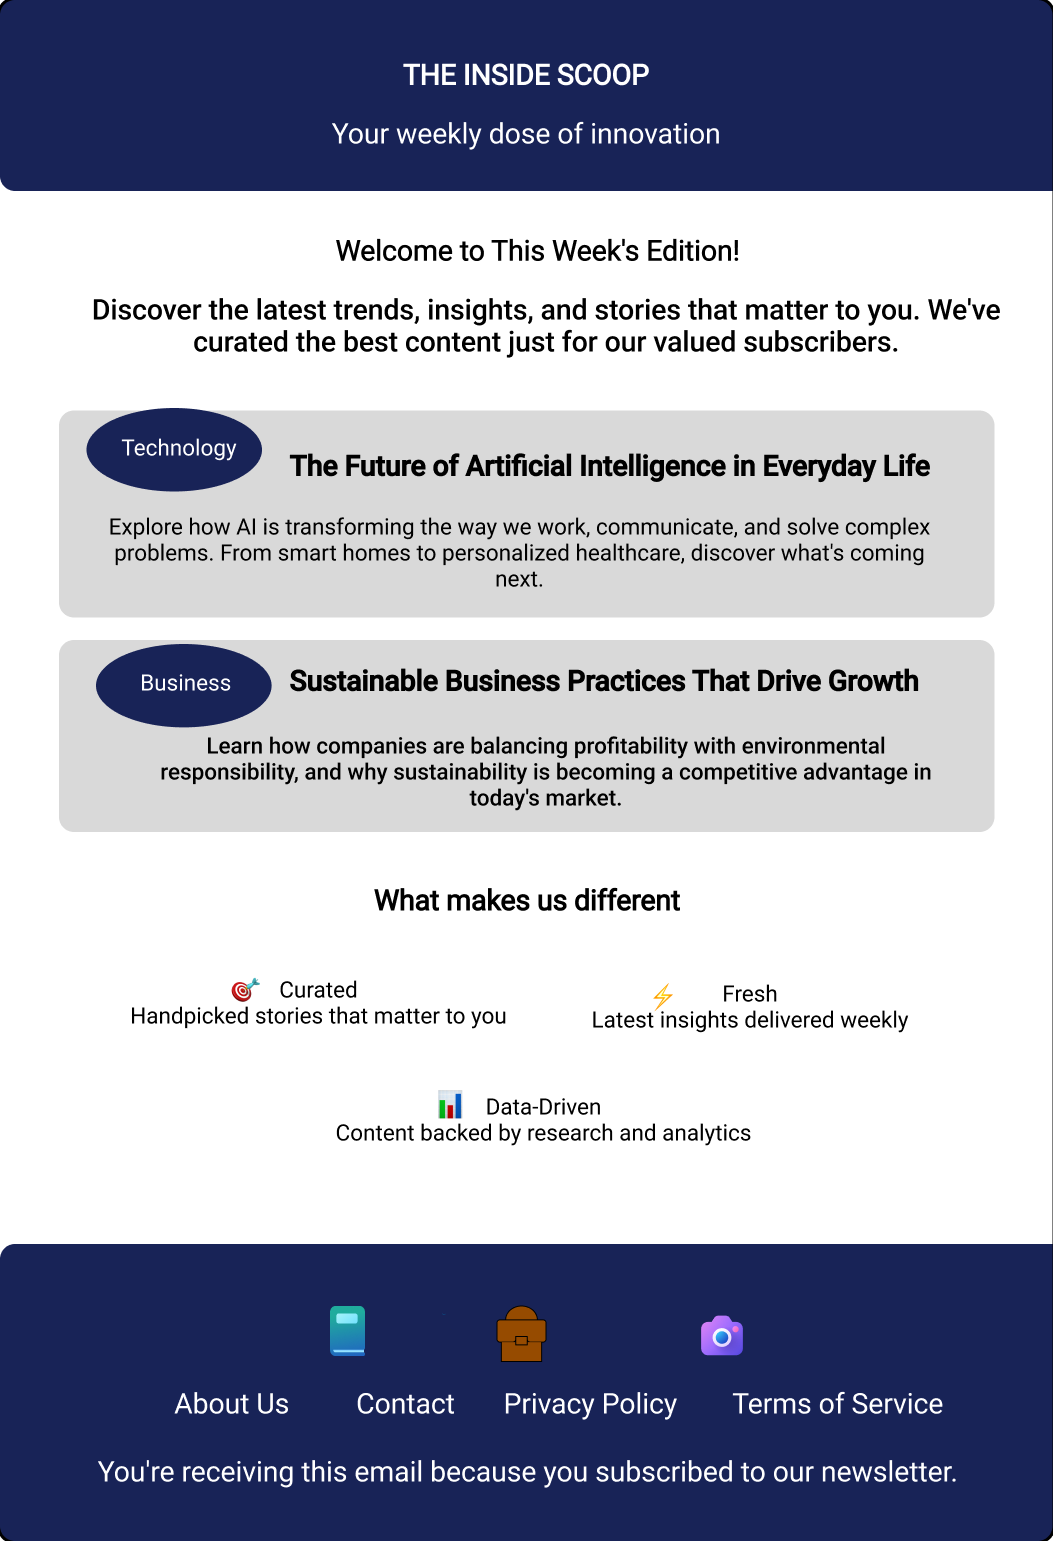 THE INSIDE SCOOP
Your weekly dose of innovation
Welcome to This Week's Edition!
Discover the latest trends, insights, and stories that matter to you. We've
curated the best content just for our valued subscribers.
Technology
The Future of Artificial Intelligence in Everyday Life
Explore how AI is transforming the way we work, communicate, and solve complex
problems. From smart homes to personalized healthcare, discover what's coming
next.
Business
Sustainable Business Practices That Drive Growth
Learn how companies are balancing profitability with environmental
responsibility, and why sustainability is becoming a competitive advantage in
today's market.
What makes us different
Curated
Handpicked stories that matter to you
Fresh
Latest insights delivered weekly
Data-Driven
Content backed by research and analytics
About Us
Contact
Privacy Policy
Terms of Service
You're receiving this email because you subscribed to our newsletter.